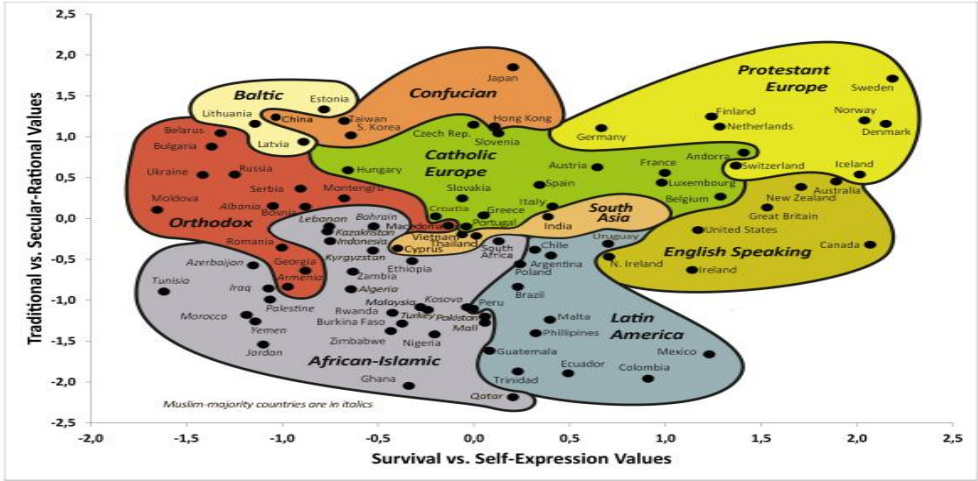 Traditional vs. Secular-Rational Values
2,5
2,0
1,5
1,0
0,5
0,0
-0,5
-1,0
-1,5
-2,0
-2,5
Japan
Protestant
Europe
Sweden
Baltic
Estonia
Confucian
Lithuania
China
Taiwan
Hong Kong
Finland
Norway
Belarus
S. Korea
Czech Rep.
Slovenia
Germany
Netherlands
Denmark
Bulgaria
Latvia
Catholic
Europe
Andorra
Ukraine
Russia
Hungary
Austria
France
Switzerland
Iceland
Moldova
Serbia
Montengru
Slovakia
Spain
Luxembourg
Australia
Albania
Bosnia
Croatia
Greece
Italy
Belgium
New Zealand
Orthodox
Lebanon
Bahrain
Macedonia
Portugal
South
Asia
Great Britain
Kazakistan
Vietnam
India
Uruguay
United States
Romania
Indonesia
Cyprus
Thailand
English Speaking
Canada
Azerbaijan
Georgia
Kyrgyzstan
Ethiopia
South
Africa
Chile
Argentina
N. Ireland
Tunisia
Armenia
Zambia
Poland
Ireland
Iraq
Algeria
Brazil
Palestine
Malaysia
Kosovo
Peru
Morocco
Rwanda
Turkey
Pakistan
Malta
Latin
America
Yemen
Burkina Faso
Mali
Phillipines
Jordan
Zimbabwe
Nigeria
Guatemala
Mexico
African-Islamic
Ecuador
Colombia
Ghana
Trinidad
Qatar
Muslim-majority countries are in italics
-2,0 -1,5 -1,0 -0,5 0,0 0,5 1,0 1,5 2,0 2,5
Survival vs. Self-Expression Values